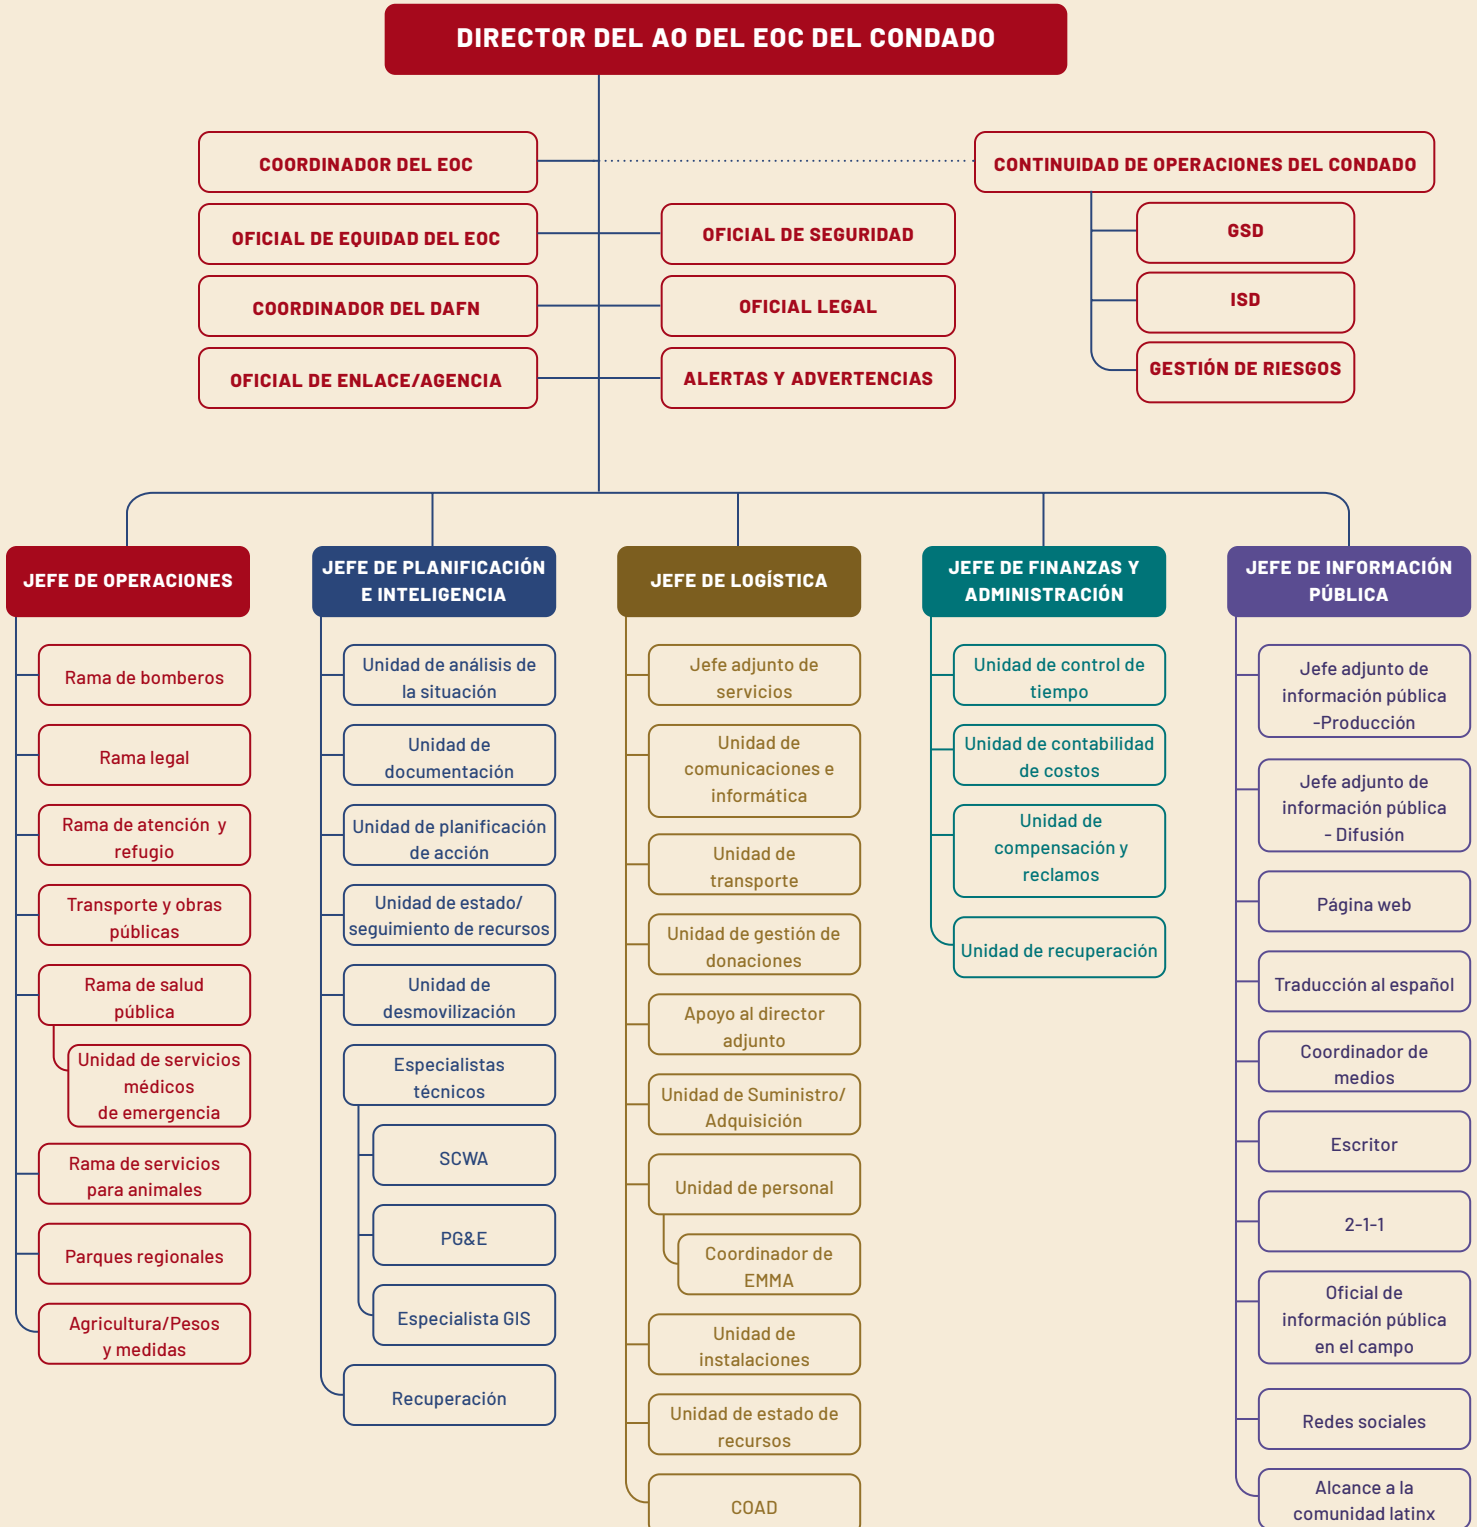 DIRECTOR DEL AO DEL EOC DEL CONDADO
COORDINADOR DEL EOC
CONTINUIDAD DE OPERACIONES DEL CONDADO
OFICIAL DE EQUIDAD DEL EOC
OFICIAL DE SEGURIDAD
GSD
COORDINADOR DEL DAFN
OFICIAL LEGAL
ISD
OFICIAL DE ENLACE/AGENCIA
ALERTAS Y ADVERTENCIAS
GESTIÓN DE RIESGOS
JEFE DE OPERACIONES
Rama de bomberos
Rama legal
Rama de atención y
refugio
Transporte y obras
públicas
Rama de salud
pública
Unidad de servicios
médicos
de emergencia
Rama de servicios
para animales
Parques regionales
Agricultura/Pesos
y medidas
JEFE DE PLANIFICACIÓN
E INTELIGENCIA
Unidad de análisis de
la situación
Unidad de
documentación
Unidad de planificación
de acción
Unidad de estado/
seguimiento de recursos
Unidad de
desmovilización
Especialistas
técnicos
SCWA
PG&E
Especialista GIS
Recuperación
JEFE DE LOGÍSTICA
Jefe adjunto de
servicios
Unidad de
comunicaciones e
informática
Unidad de
transporte
Unidad de gestión de
donaciones
Apoyo al director
adjunto
Unidad de Suministro/
Adquisición
Unidad de personal
Coordinador de
EMMA
Unidad de
instalaciones
Unidad de estado de
recursos
COAD
JEFE DE FINANZAS Y
ADMINISTRACIÓN
Unidad de control de
tiempo
Unidad de contabilidad
de costos
Unidad de
compensación y
reclamos
Unidad de recuperación
JEFE DE INFORMACIÓN
PÚBLICA
Jefe adjunto de
información pública
-Producción
Jefe adjunto de
información pública
- Difusión
Página web
Traducción al español
Coordinador de
medios
Escritor
2-1-1
Oficial de
información pública
en el campo
Redes sociales
Alcance a la
comunidad latinx